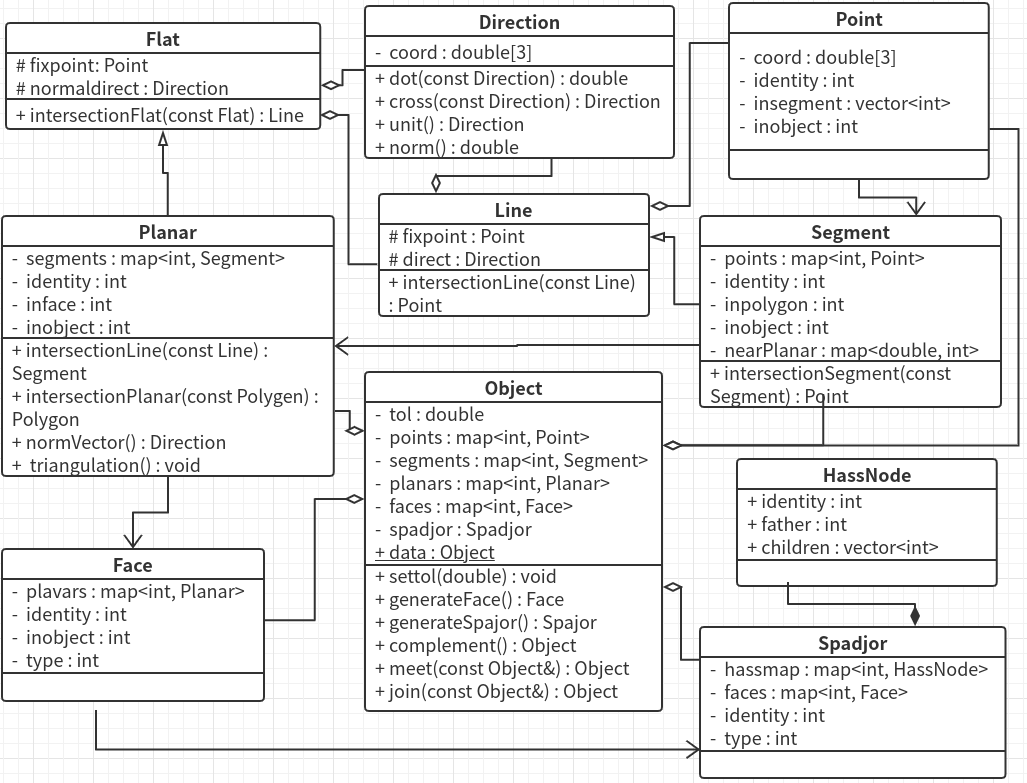 Flat
# fixpoint: Point
# normaldirect : Direction
+ intersectionFlat(const Flat) : Line
Direction
- coord : double[3]
+ dot(const Direction) : double
+ cross(const Direction) : Direction
+ unit() : Direction
+ norm() : double
Point
- coord : double[3]
- identity : int
- insegment : vector<int>
- inobject : int
Line
# fixpoint : Point
# direct : Direction
+ intersectionLine(const Line)
: Point
Planar
- segments : map<int, Segment>
- identity : int
- inface : int
- inobject : int
+ intersectionLine(const Line) :
Segment
+ intersectionPlanar(const Polygen) :
Polygon
+ normVector() : Direction
+ triangulation() : void
Segment
- points : map<int, Point>
- identity : int
- inpolygon : int
- inobject : int
- nearPlanar : map<double, int>
+ intersectionSegment(const
Segment) : Point
Object
- tol : double
- points : map<int, Point>
- segments : map<int, Segment>
- planars : map<int, Planar>
- faces : map<int, Face>
- spadjor : Spadjor
+ data : Object
+ settol(double) : void
+ generateFace() : Face
+ generateSpajor() : Spajor
+ complement() : Object
+ meet(const Object&) : Object
+ join(const Object&) : Object
HassNode
+ identity : int
+ father : int
+ children : vector<int>
Face
- plavars : map<int, Planar>
- identity : int
- inobject : int
- type : int
Spadjor
- hassmap : map<int, HassNode>
- faces : map<int, Face>
- identity : int
- type : int